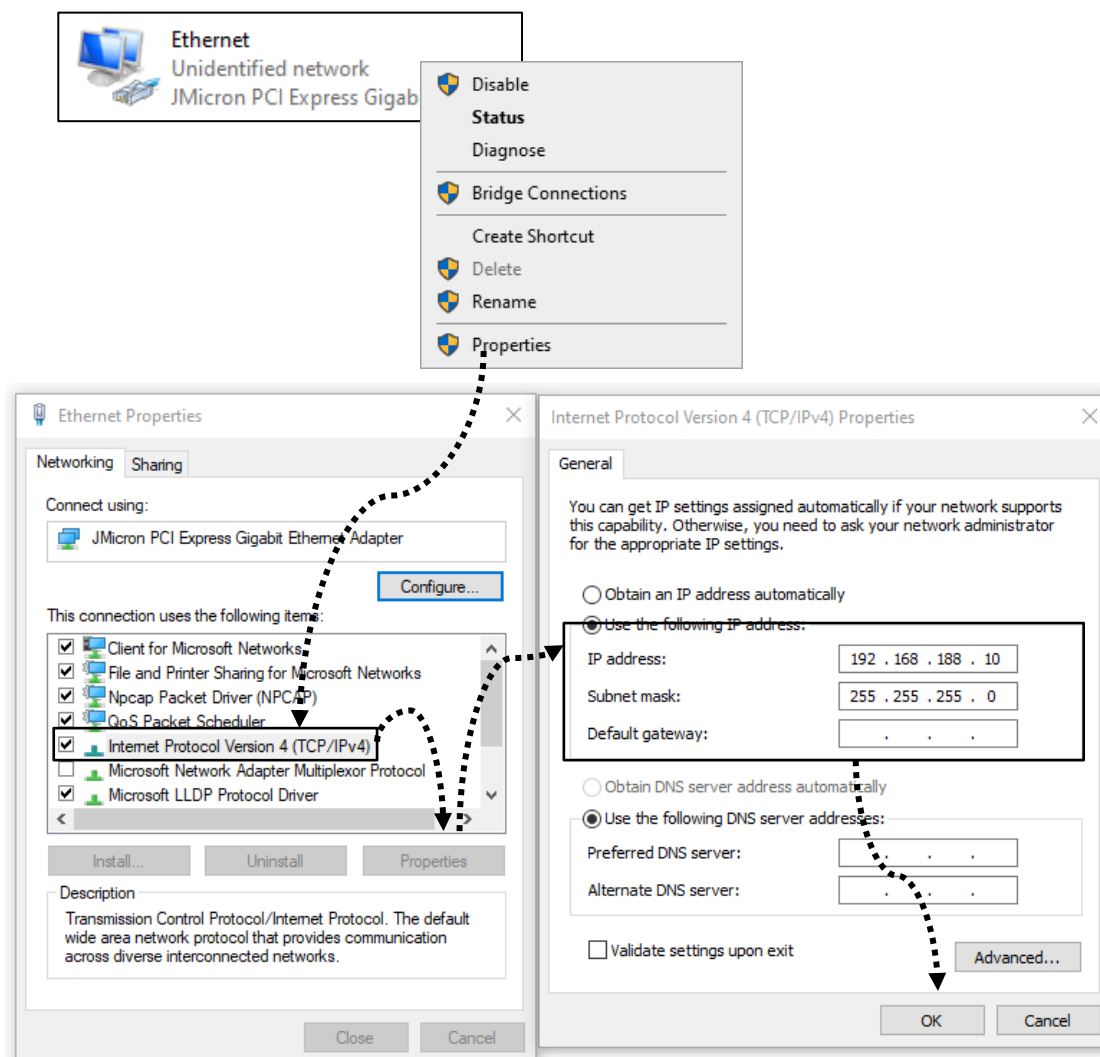 Ethernet
Unidentified network
JMicron PCI Express Gigab
Disable
Status
Diagnose
Bridge Connections
Create Shortcut
Delete
Rename
Properties
Ethernet Properties
Networking
Sharing
Connect using:
JMicron PCI Express Gigabit Ethernet Adapter
Configure...
This connection uses the following items:
Client for Microsoft Networks
File and Printer Sharing for Microsoft Networks
Npcap Packet Driver (NPCAP)
QoS Packet Scheduler
Internet Protocol Version 4 (TCP/IPv4)
Microsoft Network Adapter Multiplexor Protocol
Microsoft LLDP Protocol Driver
Install...
Uninstall
Properties
Description
Transmission Control Protocol/Internet Protocol. The default
wide area network protocol that provides communication
across diverse interconnected networks.
Close
Cancel
Internet Protocol Version 4 (TCP/IPv4) Properties
General
You can get IP settings assigned automatically if your network supports
this capability. Otherwise, you need to ask your network administrator
for the appropriate IP settings.
Obtain an IP address automatically
Use the following IP address:
IP address:
192 . 168 . 188 . 10
Subnet mask:
255 . 255 . 255 . 0
Default gateway:
. . .
Obtain DNS server address automatically
Use the following DNS server addresses:
Preferred DNS server:
. . .
Alternate DNS server:
. . .
Validate settings upon exit
Advanced...
OK
Cancel